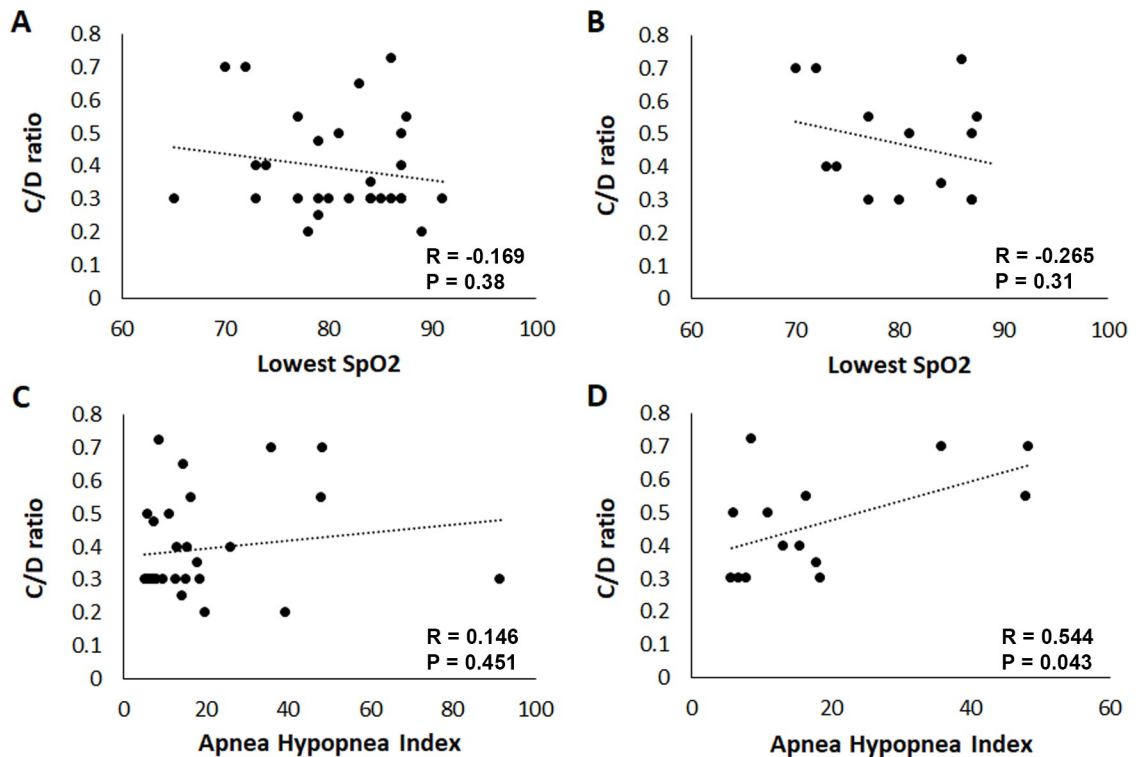 A
C/D ratio
0.8
0.7
0.6
0.5
0.4
0.3
0.2
0.1
0
R = -0.169
P = 0.38
60 70 80 90 100
Lowest SpO2
B
C/D ratio
0.8
0.7
0.6
0.5
0.4
0.3
0.2
0.1
0
R = -0.265
P = 0.31
60 70 80 90 100
Lowest SpO2
C
C/D ratio
0.8
0.7
0.6
0.5
0.4
0.3
0.2
0.1
0
R = 0.146
P = 0.451
0 20 40 60 80 100
Apnea Hypopnea Index
D
C/D ratio
0.8
0.7
0.6
0.5
0.4
0.3
0.2
0.1
0
R = 0.544
P = 0.043
0 20 40 60
Apnea Hypopnea Index